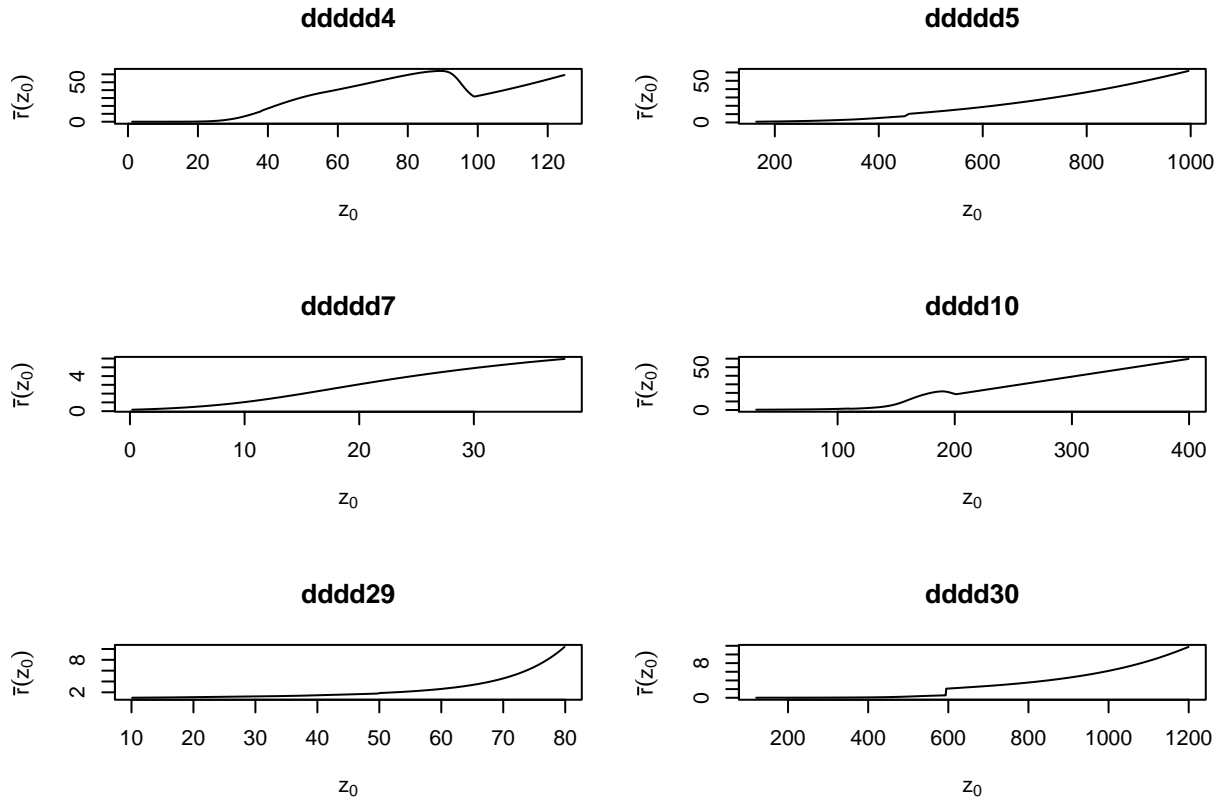 ddddd4
r̄(z₀)
0 50
0 20 40 60 80 100 120
z₀
ddddd5
r̄(z₀)
0 50
200 400 600 800 1000
z₀
ddddd7
r̄(z₀)
0 4
0 10 20 30
z₀
dddd10
r̄(z₀)
0 50
100 200 300 400
z₀
dddd29
r̄(z₀)
2 8
10 20 30 40 50 60 70 80
z₀
dddd30
r̄(z₀)
0 8
200 400 600 800 1000 1200
z₀